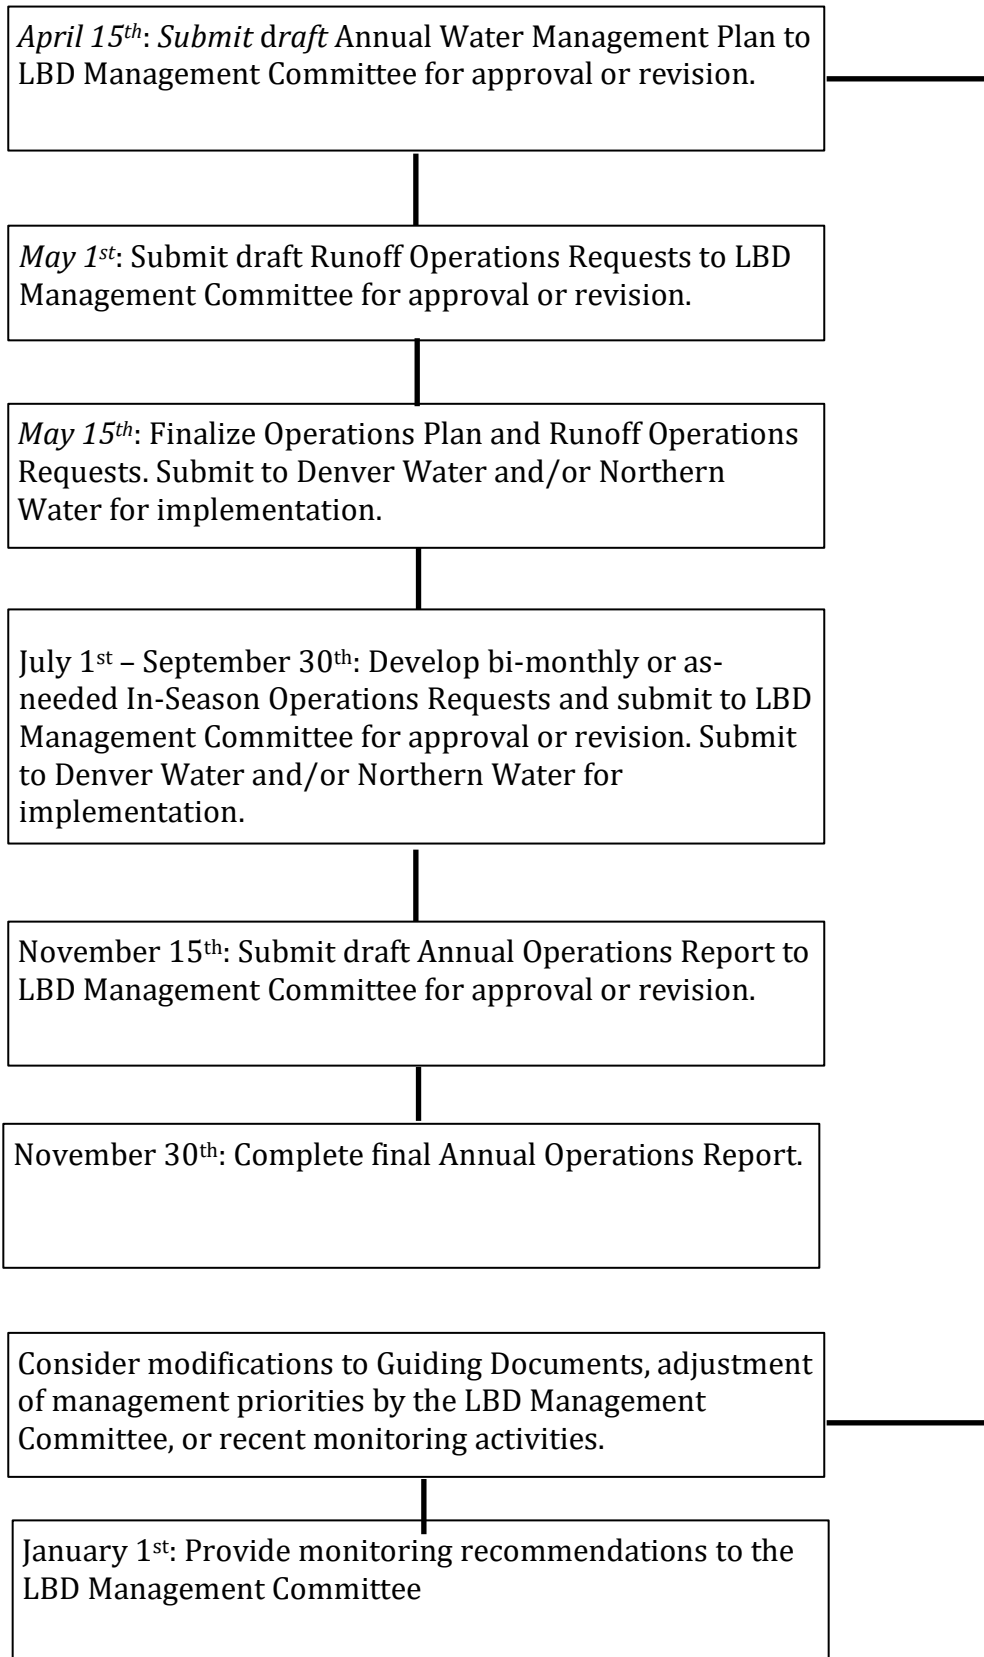 April 15th: Submit draft Annual Water Management Plan to
LBD Management Committee for approval or revision.
May 1st: Submit draft Runoff Operations Requests to LBD
Management Committee for approval or revision.
May 15th: Finalize Operations Plan and Runoff Operations
Requests. Submit to Denver Water and/or Northern
Water for implementation.
July 1st – September 30th: Develop bi-monthly or as-
needed In-Season Operations Requests and submit to LBD
Management Committee for approval or revision. Submit
to Denver Water and/or Northern Water for
implementation.
November 15th: Submit draft Annual Operations Report to
LBD Management Committee for approval or revision.
November 30th: Complete final Annual Operations Report.
Consider modifications to Guiding Documents, adjustment
of management priorities by the LBD Management
Committee, or recent monitoring activities.
January 1st: Provide monitoring recommendations to the
LBD Management Committee